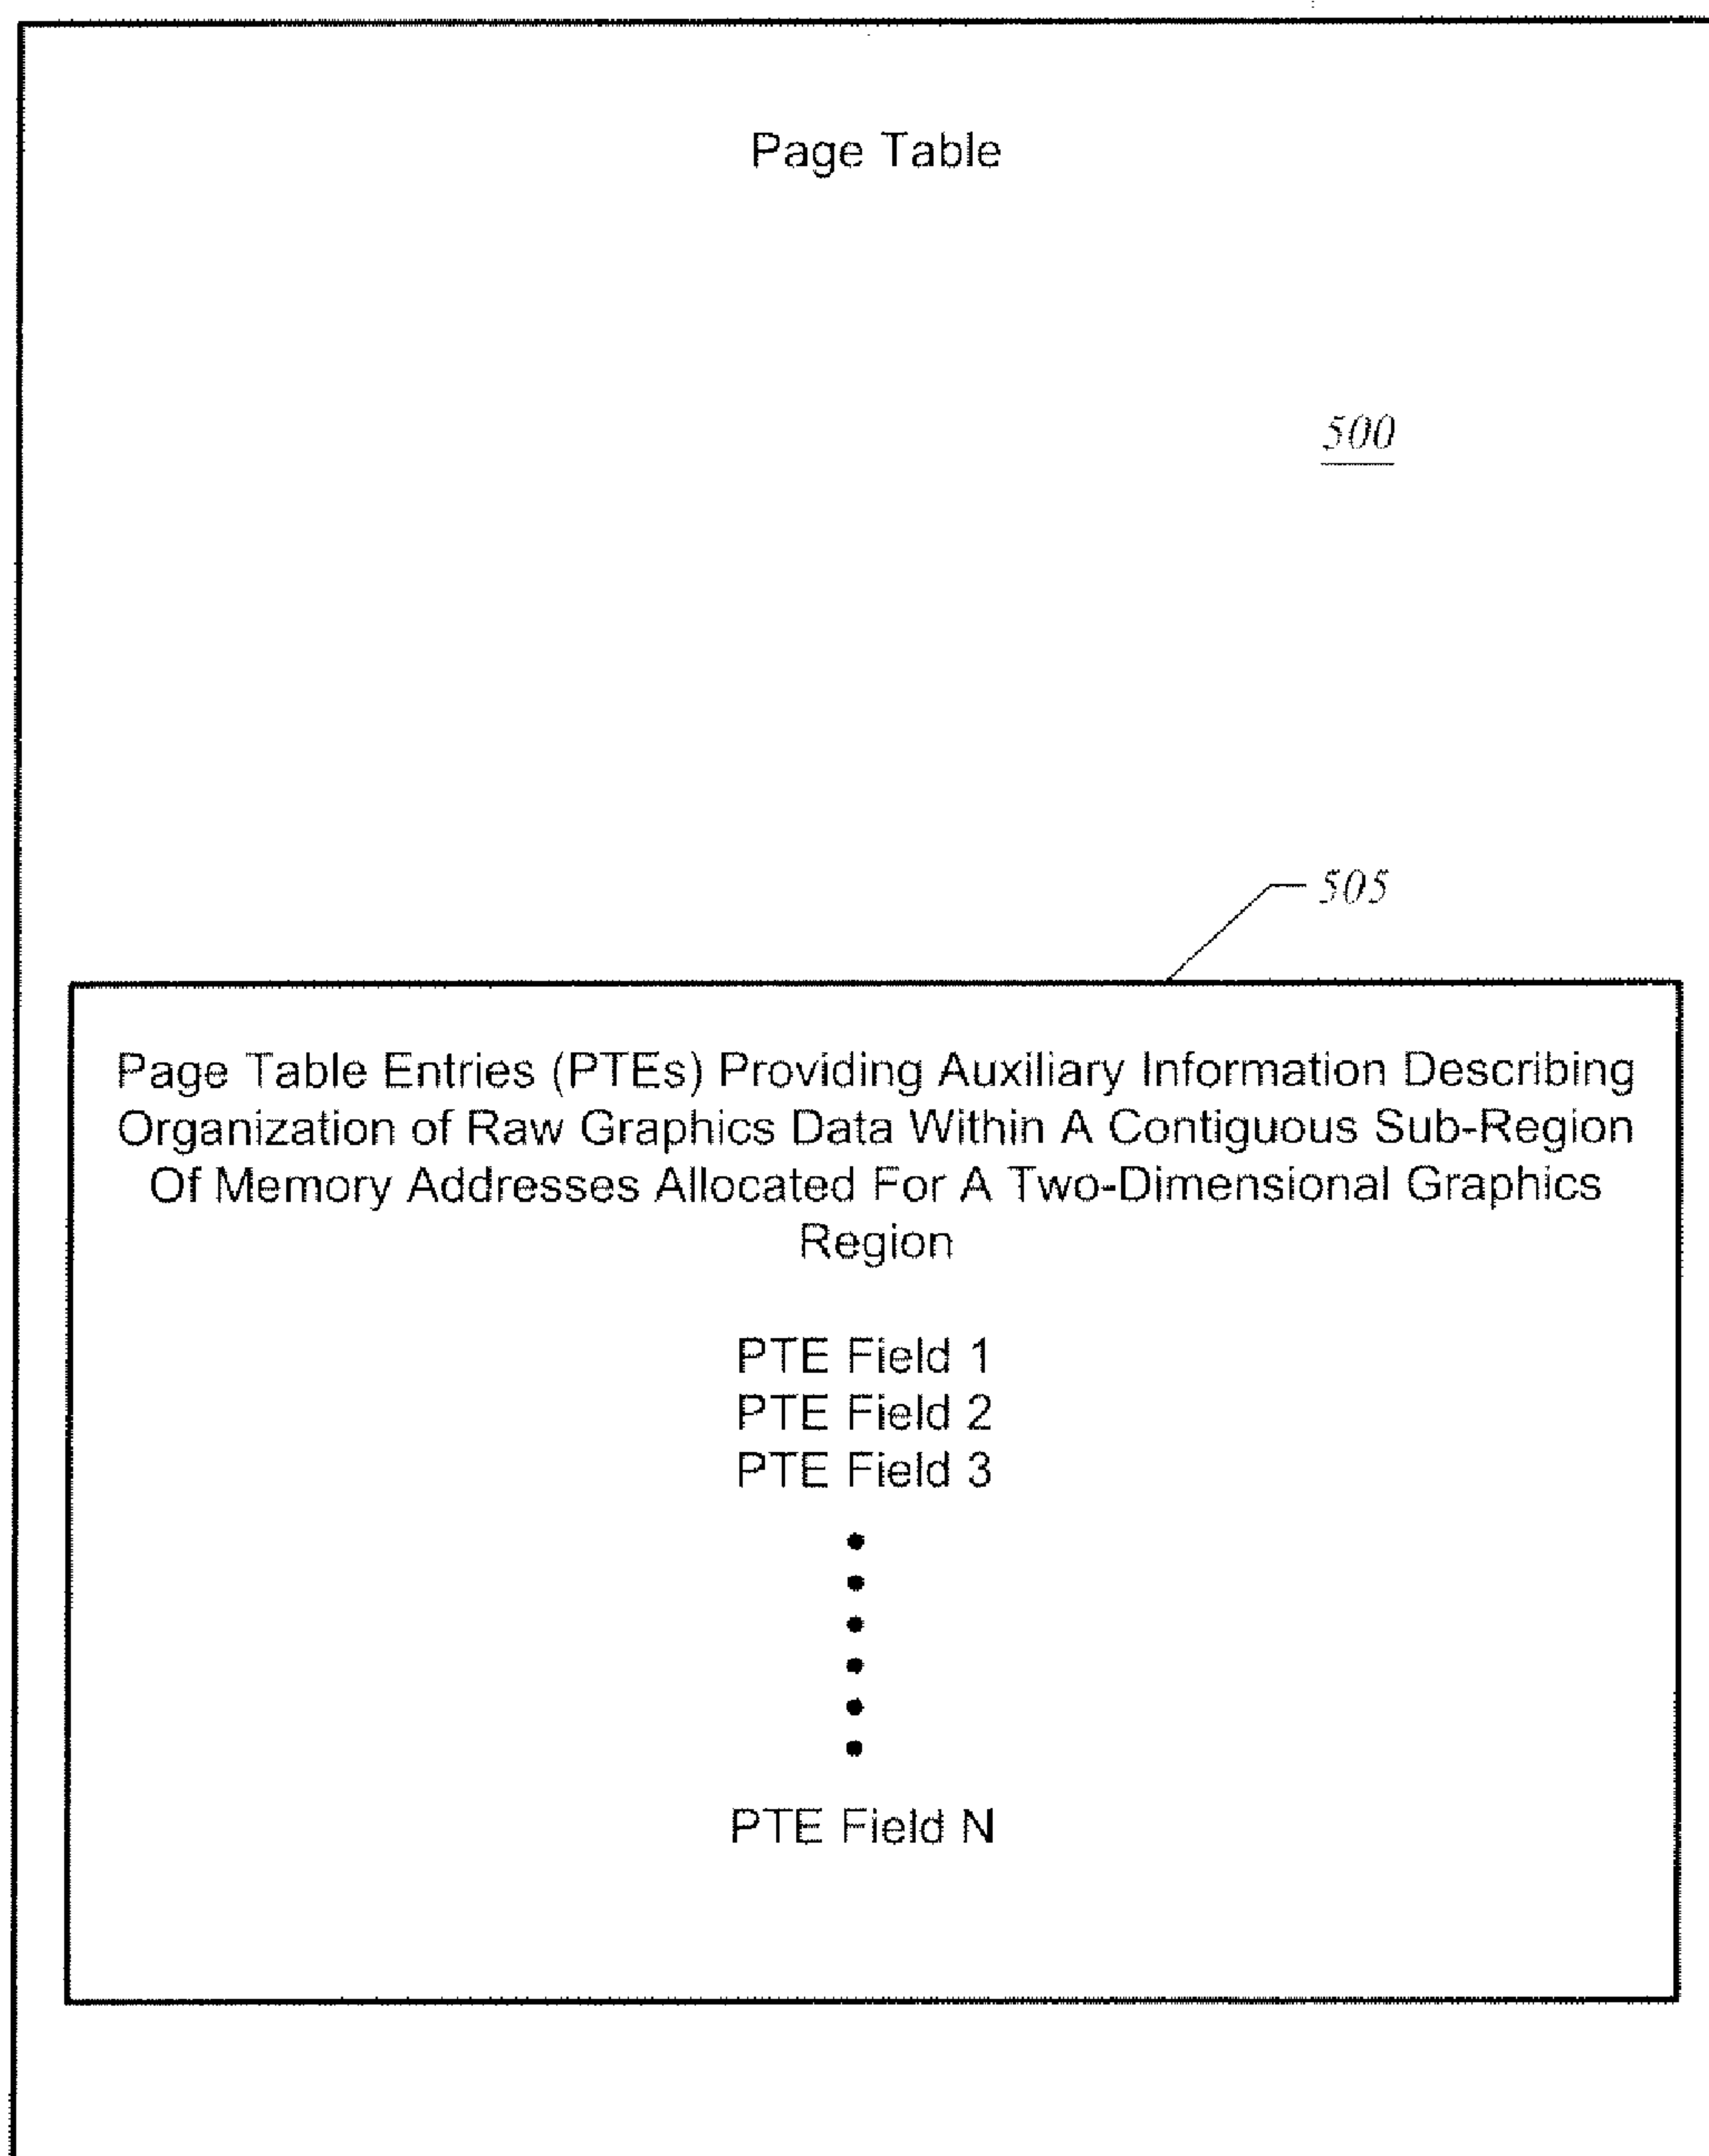 Page Table
500
505
Page Table Entries (PTEs) Providing Auxiliary Information Describing
Organization of Raw Graphics Data Within A Contiguous Sub-Region
Of Memory Addresses Allocated For A Two-Dimensional Graphics
Region
PTE Field 1
PTE Field 2
PTE Field 3
PTE Field N